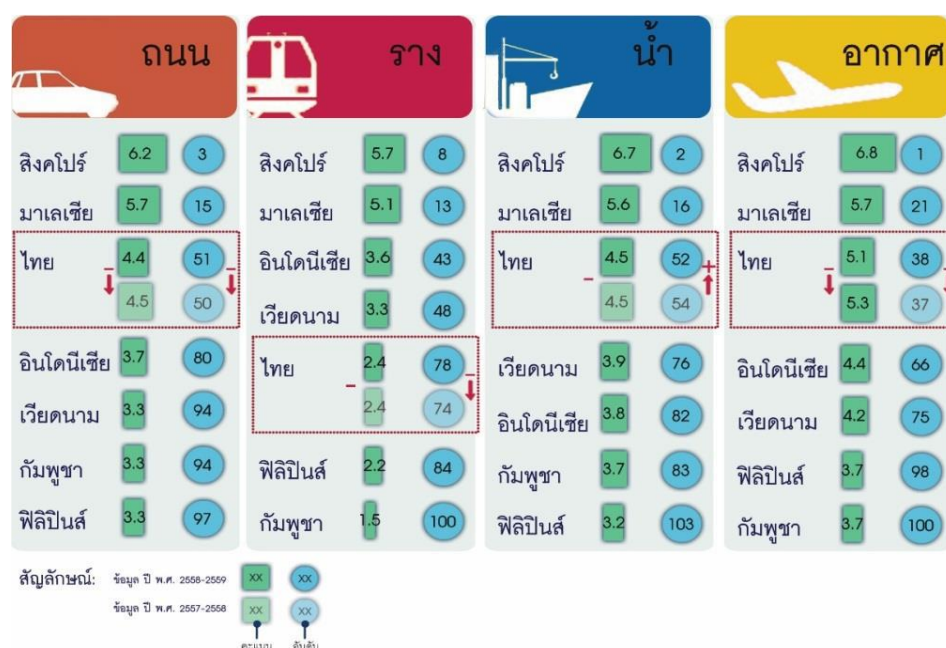 ถนน
สิงคโปร์ 6.2 3
มาเลเซีย 5.7 15
ไทย 4.4 51
4.5 50
อินโดนีเซีย 3.7 80
เวียดนาม 3.3 94
กัมพูชา 3.3 94
ฟิลิปินส์ 3.3 97
ราง
สิงคโปร์ 5.7 8
มาเลเซีย 5.1 13
อินโดนีเซีย 3.6 43
เวียดนาม 3.3 48
ไทย 2.4 78
2.4 74
ฟิลิปินส์ 2.2 84
กัมพูชา 1.5 100
น้ำ
สิงคโปร์ 6.7 2
มาเลเซีย 5.6 16
ไทย 4.5 52
4.5 54
เวียดนาม 3.9 76
อินโดนีเซีย 3.8 82
กัมพูชา 3.7 83
ฟิลิปินส์ 3.2 103
อากาศ
สิงคโปร์ 6.8 1
มาเลเซีย 5.7 21
ไทย 5.1 38
5.3 37
อินโดนีเซีย 4.4 66
เวียดนาม 4.2 75
ฟิลิปินส์ 3.7 98
กัมพูชา 3.7 100
สัญลักษณ์: ข้อมูล ปี พ.ศ. 2558-2559 xx xx
ข้อมูล ปี พ.ศ. 2557-2558 xx xx
คะแนน อันดับ